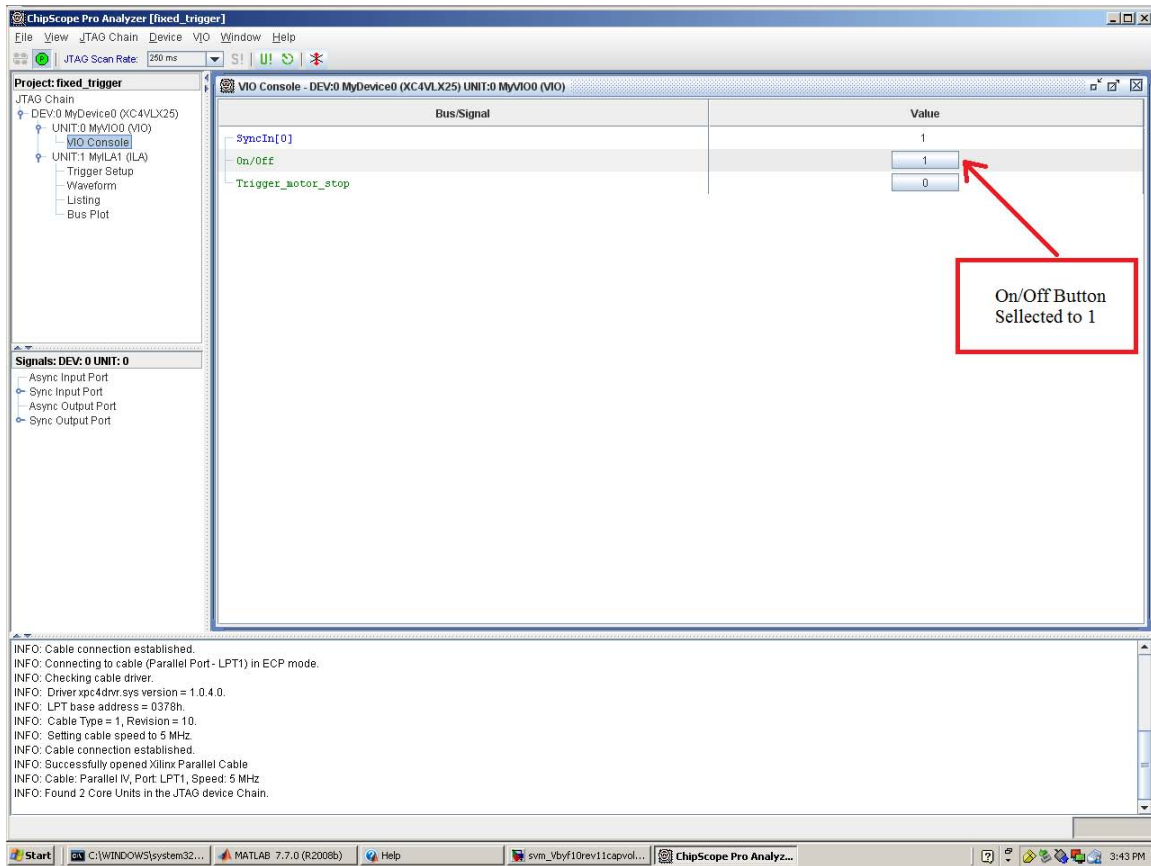 ChipScope Pro Analyzer [fixed_trigger]
File View JTAG Chain Device VIO Window Help
JTAG Scan Rate: 250 ms S! U!
Project: fixed_trigger
JTAG Chain
DEV:0 MyDevice0 (XC4VLX25)
UNIT:0 MyVIO0 (VIO)
VIO Console
UNIT:1 MyILA1 (ILA)
Trigger Setup
Waveform
Listing
Bus Plot
Signals: DEV: 0 UNIT: 0
Async Input Port
Sync Input Port
Async Output Port
Sync Output Port
VIO Console - DEV:0 MyDevice0 (XC4VLX25) UNIT:0 MyVIO0 (VIO)
Bus/Signal Value
SyncIn[0] 1
On/Off 1
Trigger_motor_stop 0
On/Off Button
Sellected to 1
INFO: Cable connection established.
INFO: Connecting to cable (Parallel Port - LPT1) in ECP mode.
INFO: Checking cable driver.
INFO: Driver xpc4drvr.sys version = 1.0.4.0.
INFO: LPT base address = 0378h.
INFO: Cable Type = 1, Revision = 10.
INFO: Setting cable speed to 5 MHz.
INFO: Cable connection established.
INFO: Successfully opened Xilinx Parallel Cable
INFO: Cable: Parallel IV, Port: LPT1, Speed: 5 MHz
INFO: Found 2 Core Units in the JTAG device Chain.
Start C:\WINDOWS\system32... MATLAB 7.7.0 (R2008b) Help svm_Vbyf10rev11capvol... ChipScope Pro Analyz... 3:43 PM